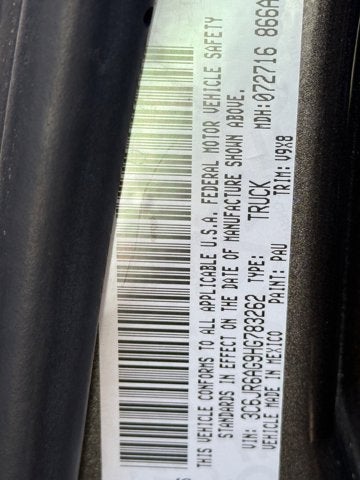 THIS VEHICLE CONFORMS TO ALL APPLICABLE U.S.A. FEDERAL MOTOR VEHICLE SAFETY
STANDARDS IN EFFECT ON THE DATE OF MANUFACTURE SHOWN ABOVE.
VIN: 3C6JR6AG9HG783262 TYPE: TRUCK MDH:072716 866A
VEHICLE MADE IN MEXICO PAINT: PAU TRIM: V9X8